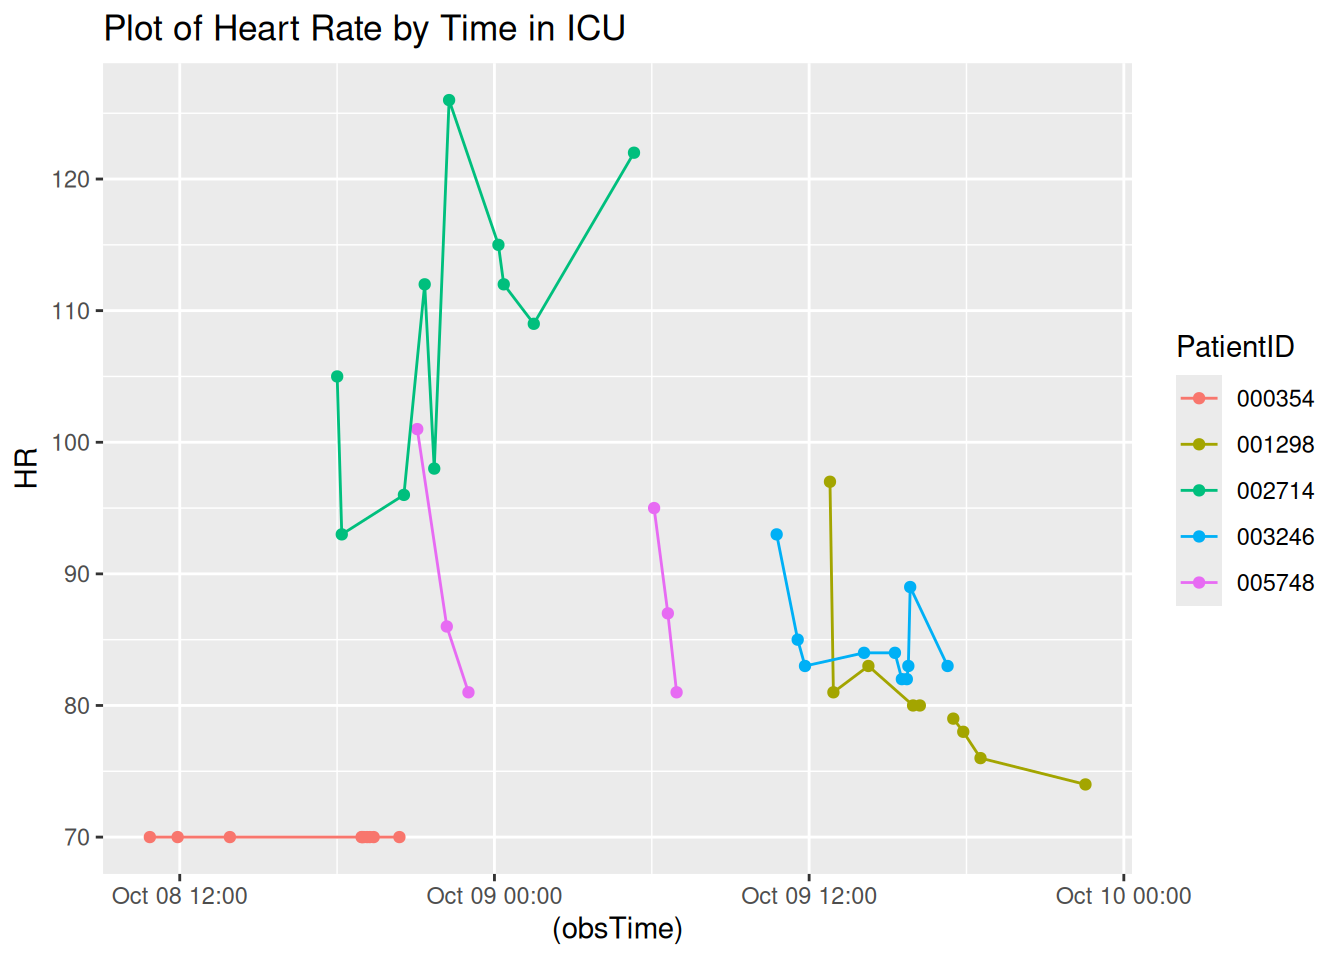 Plot of Heart Rate by Time in ICU
120
110
100
90
80
70
HR
Oct 08 12:00
Oct 09 00:00
Oct 09 12:00
Oct 10 00:00
(obsTime)
PatientID
000354
001298
002714
003246
005748